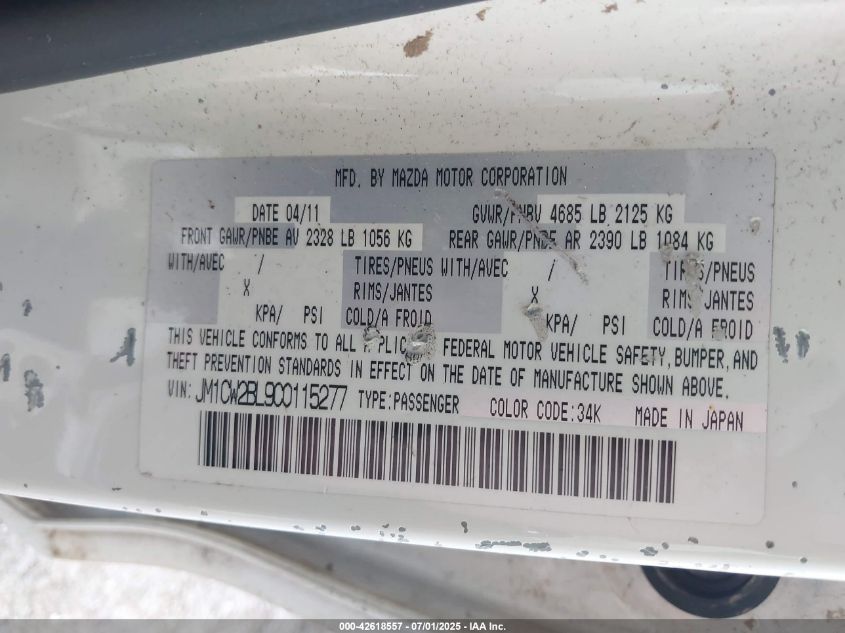 MFD. BY MAZDA MOTOR CORPORATION
DATE 04/11 GVWR/PNBV 4685 LB 2125 KG
FRONT GAWR/PNBE AV 2328 LB 1056 KG REAR GAWR/PNBE AR 2390 LB 1084 KG
WITH/AVEC / TIRES/PNEUS WITH/AVEC / TIRES/PNEUS
X RIMS/JANTES X RIMS/JANTES
KPA/ PSI COLD/A FROID KPA/ PSI COLD/A FROID
THIS VEHICLE CONFORMS TO ALL APPLICABLE FEDERAL MOTOR VEHICLE SAFETY, BUMPER, AND
THEFT PREVENTION STANDARDS IN EFFECT ON THE DATE OF MANUFACTURE SHOWN ABOVE.
VIN: JM1CW2BL9C0115277 TYPE:PASSENGER COLOR CODE:34K MADE IN JAPAN
000-42618557 - 07/01/2025 - IAA Inc.